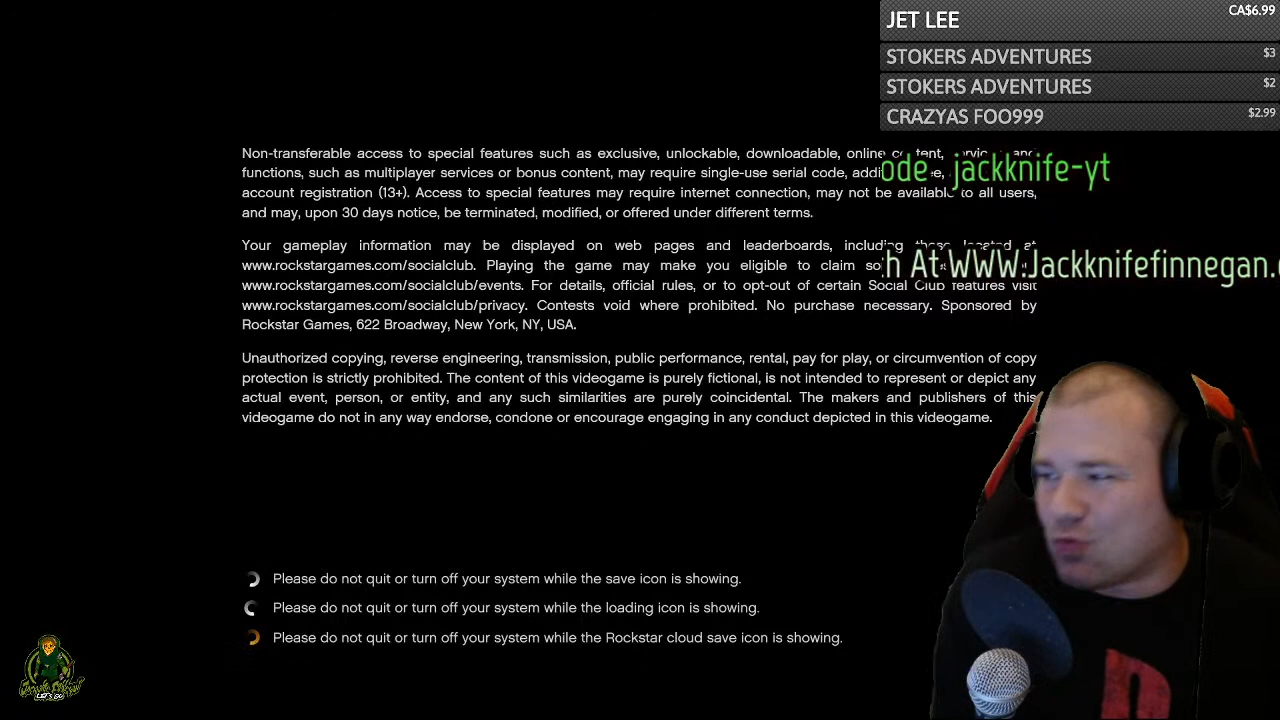 JET LEE CA$6.99
STOKERS ADVENTURES $3
STOKERS ADVENTURES $2
CRAZYAS FOO999 $2.99
ode jackknife-yt
h At WWW.Jackknifefinnegan.
Non-transferable access to special features such as exclusive, unlockable, downloadable, online
functions, such as multiplayer services or bonus content, may require single-use serial code,
account registration (13+). Access to special features may require internet connection, may not be available to all users,
and may, upon 30 days notice, be terminated, modified, or offered under different terms.
Your gameplay information may be displayed on web pages and leaderboards, including those located at
www.rockstargames.com/socialclub. Playing the game may make you eligible to claim
www.rockstargames.com/socialclub/events. For details, official rules, or to opt-out of certain Social Club features visit
www.rockstargames.com/socialclub/privacy. Contests void where prohibited. No purchase necessary. Sponsored by
Rockstar Games, 622 Broadway, New York, NY, USA.
Unauthorized copying, reverse engineering, transmission, public performance, rental, pay for play, or circumvention of copy
protection is strictly prohibited. The content of this videogame is purely fictional, is not intended to represent or depict any
actual event, person, or entity, and any such similarities are purely coincidental. The makers and publishers of this
videogame do not in any way endorse, condone or encourage engaging in any conduct depicted in this videogame.
Please do not quit or turn off your system while the save icon is showing.
Please do not quit or turn off your system while the loading icon is showing.
Please do not quit or turn off your system while the Rockstar cloud save icon is showing.
LET'S GO